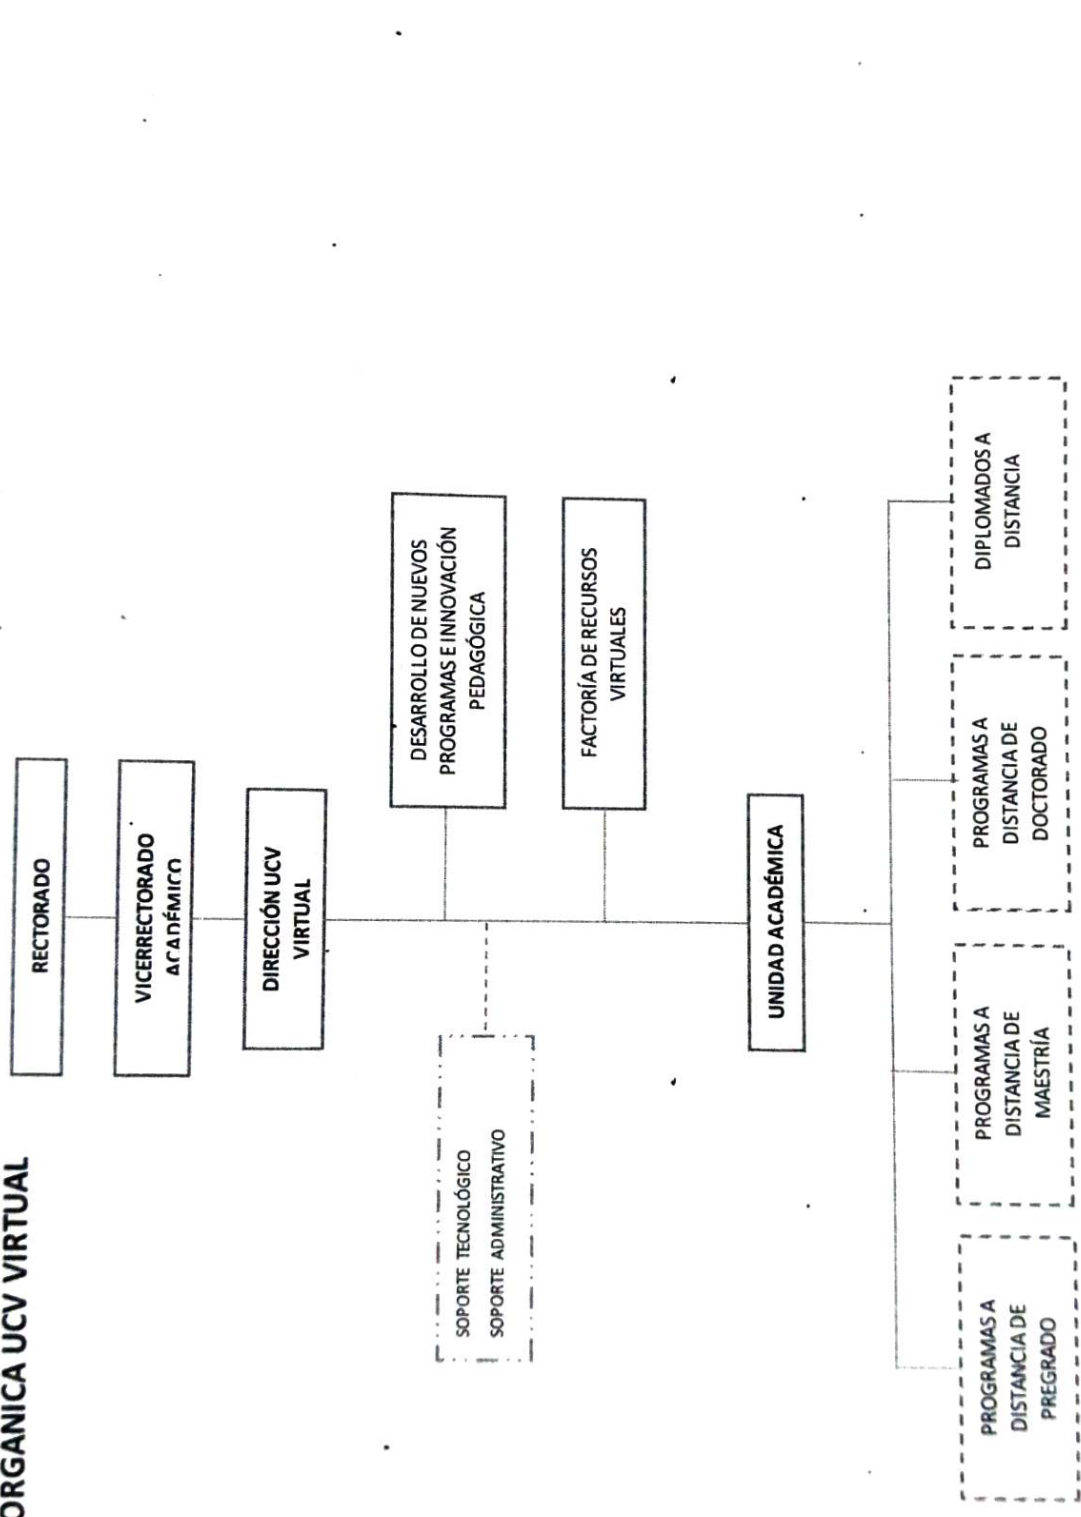 ORGANICA UCV VIRTUAL
RECTORADO
VICERRECTORADO
ACADÉMICO
DIRECCIÓN UCV
VIRTUAL
DESARROLLO DE NUEVOS
PROGRAMAS E INNOVACIÓN
PEDAGÓGICA
SOPORTE TECNOLÓGICO
SOPORTE ADMINISTRATIVO
FACTORÍA DE RECURSOS
VIRTUALES
UNIDAD ACADÉMICA
PROGRAMAS A
DISTANCIA DE
PREGRADO
PROGRAMAS A
DISTANCIA DE
MAESTRÍA
PROGRAMAS A
DISTANCIA DE
DOCTORADO
DIPLOMADOS A
DISTANCIA